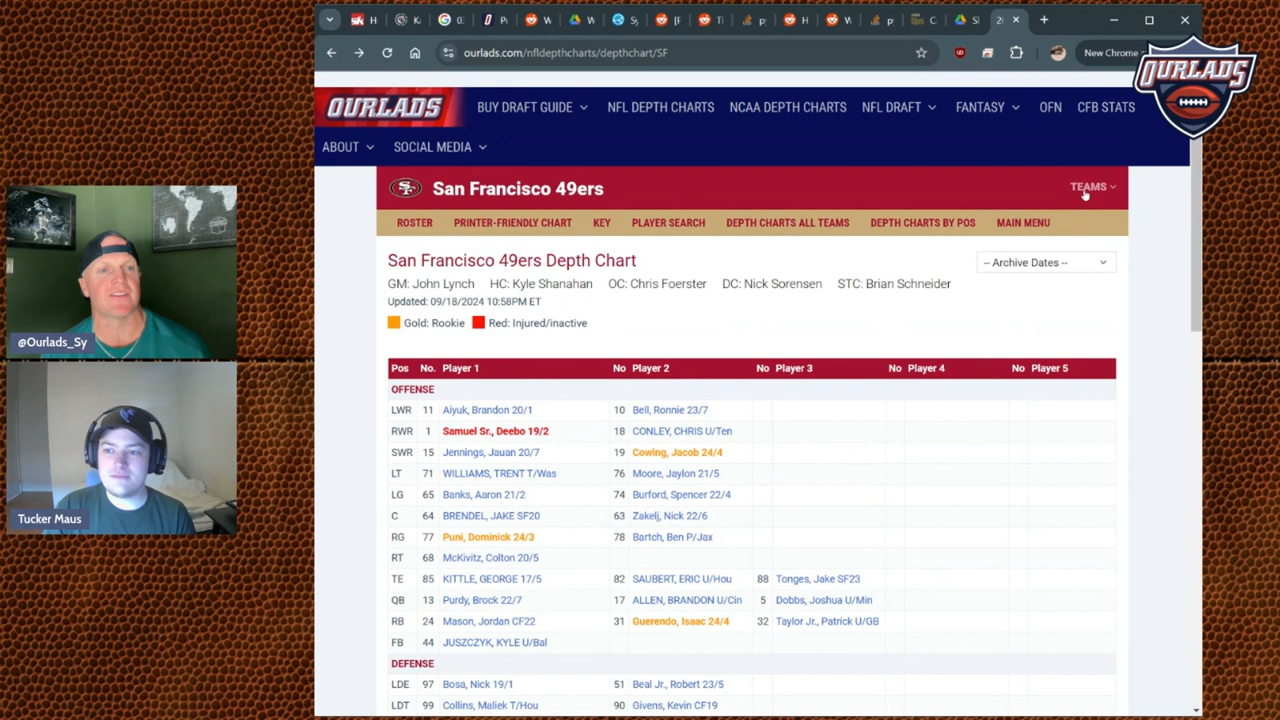 ourlads.com/nfldepthcharts/depthchart/SF
New Chrome
OURLADS
OURLADS BUY DRAFT GUIDE NFL DEPTH CHARTS NCAA DEPTH CHARTS NFL DRAFT FANTASY OFN CFB STATS
ABOUT SOCIAL MEDIA
San Francisco 49ers TEAMS
ROSTER PRINTER-FRIENDLY CHART KEY PLAYER SEARCH DEPTH CHARTS ALL TEAMS DEPTH CHARTS BY POS MAIN MENU
San Francisco 49ers Depth Chart -- Archive Dates --
GM: John Lynch HC: Kyle Shanahan OC: Chris Foerster DC: Nick Sorensen STC: Brian Schneider
Updated: 09/18/2024 10:58PM ET
Gold: Rookie Red: Injured/inactive
Pos No. Player 1 No Player 2 No Player 3 No Player 4 No Player 5
OFFENSE
LWR 11 Aiyuk, Brandon 20/1 10 Bell, Ronnie 23/7
RWR 1 Samuel Sr., Deebo 19/2 18 CONLEY, CHRIS U/Ten
SWR 15 Jennings, Jauan 20/7 19 Cowing, Jacob 24/4
LT 71 WILLIAMS, TRENT T/Was 76 Moore, Jaylon 21/5
LG 65 Banks, Aaron 21/2 74 Burford, Spencer 22/4
C 64 BRENDEL, JAKE SF20 63 Zakelj, Nick 22/6
RG 77 Puni, Dominick 24/3 78 Bartch, Ben P/Jax
RT 68 McKivitz, Colton 20/5
TE 85 KITTLE, GEORGE 17/5 82 SAUBERT, ERIC U/Hou 88 Tonges, Jake SF23
QB 13 Purdy, Brock 22/7 17 ALLEN, BRANDON U/Cin 5 Dobbs, Joshua U/Min
RB 24 Mason, Jordan CF22 31 Guerendo, Isaac 24/4 32 Taylor Jr., Patrick U/GB
FB 44 JUSZCZYK, KYLE U/Bal
DEFENSE
LDE 97 Bosa, Nick 19/1 51 Beal Jr., Robert 23/5
LDT 99 Collins, Maliek T/Hou 90 Givens, Kevin CF19
@Ourlads_Sy
Tucker Maus